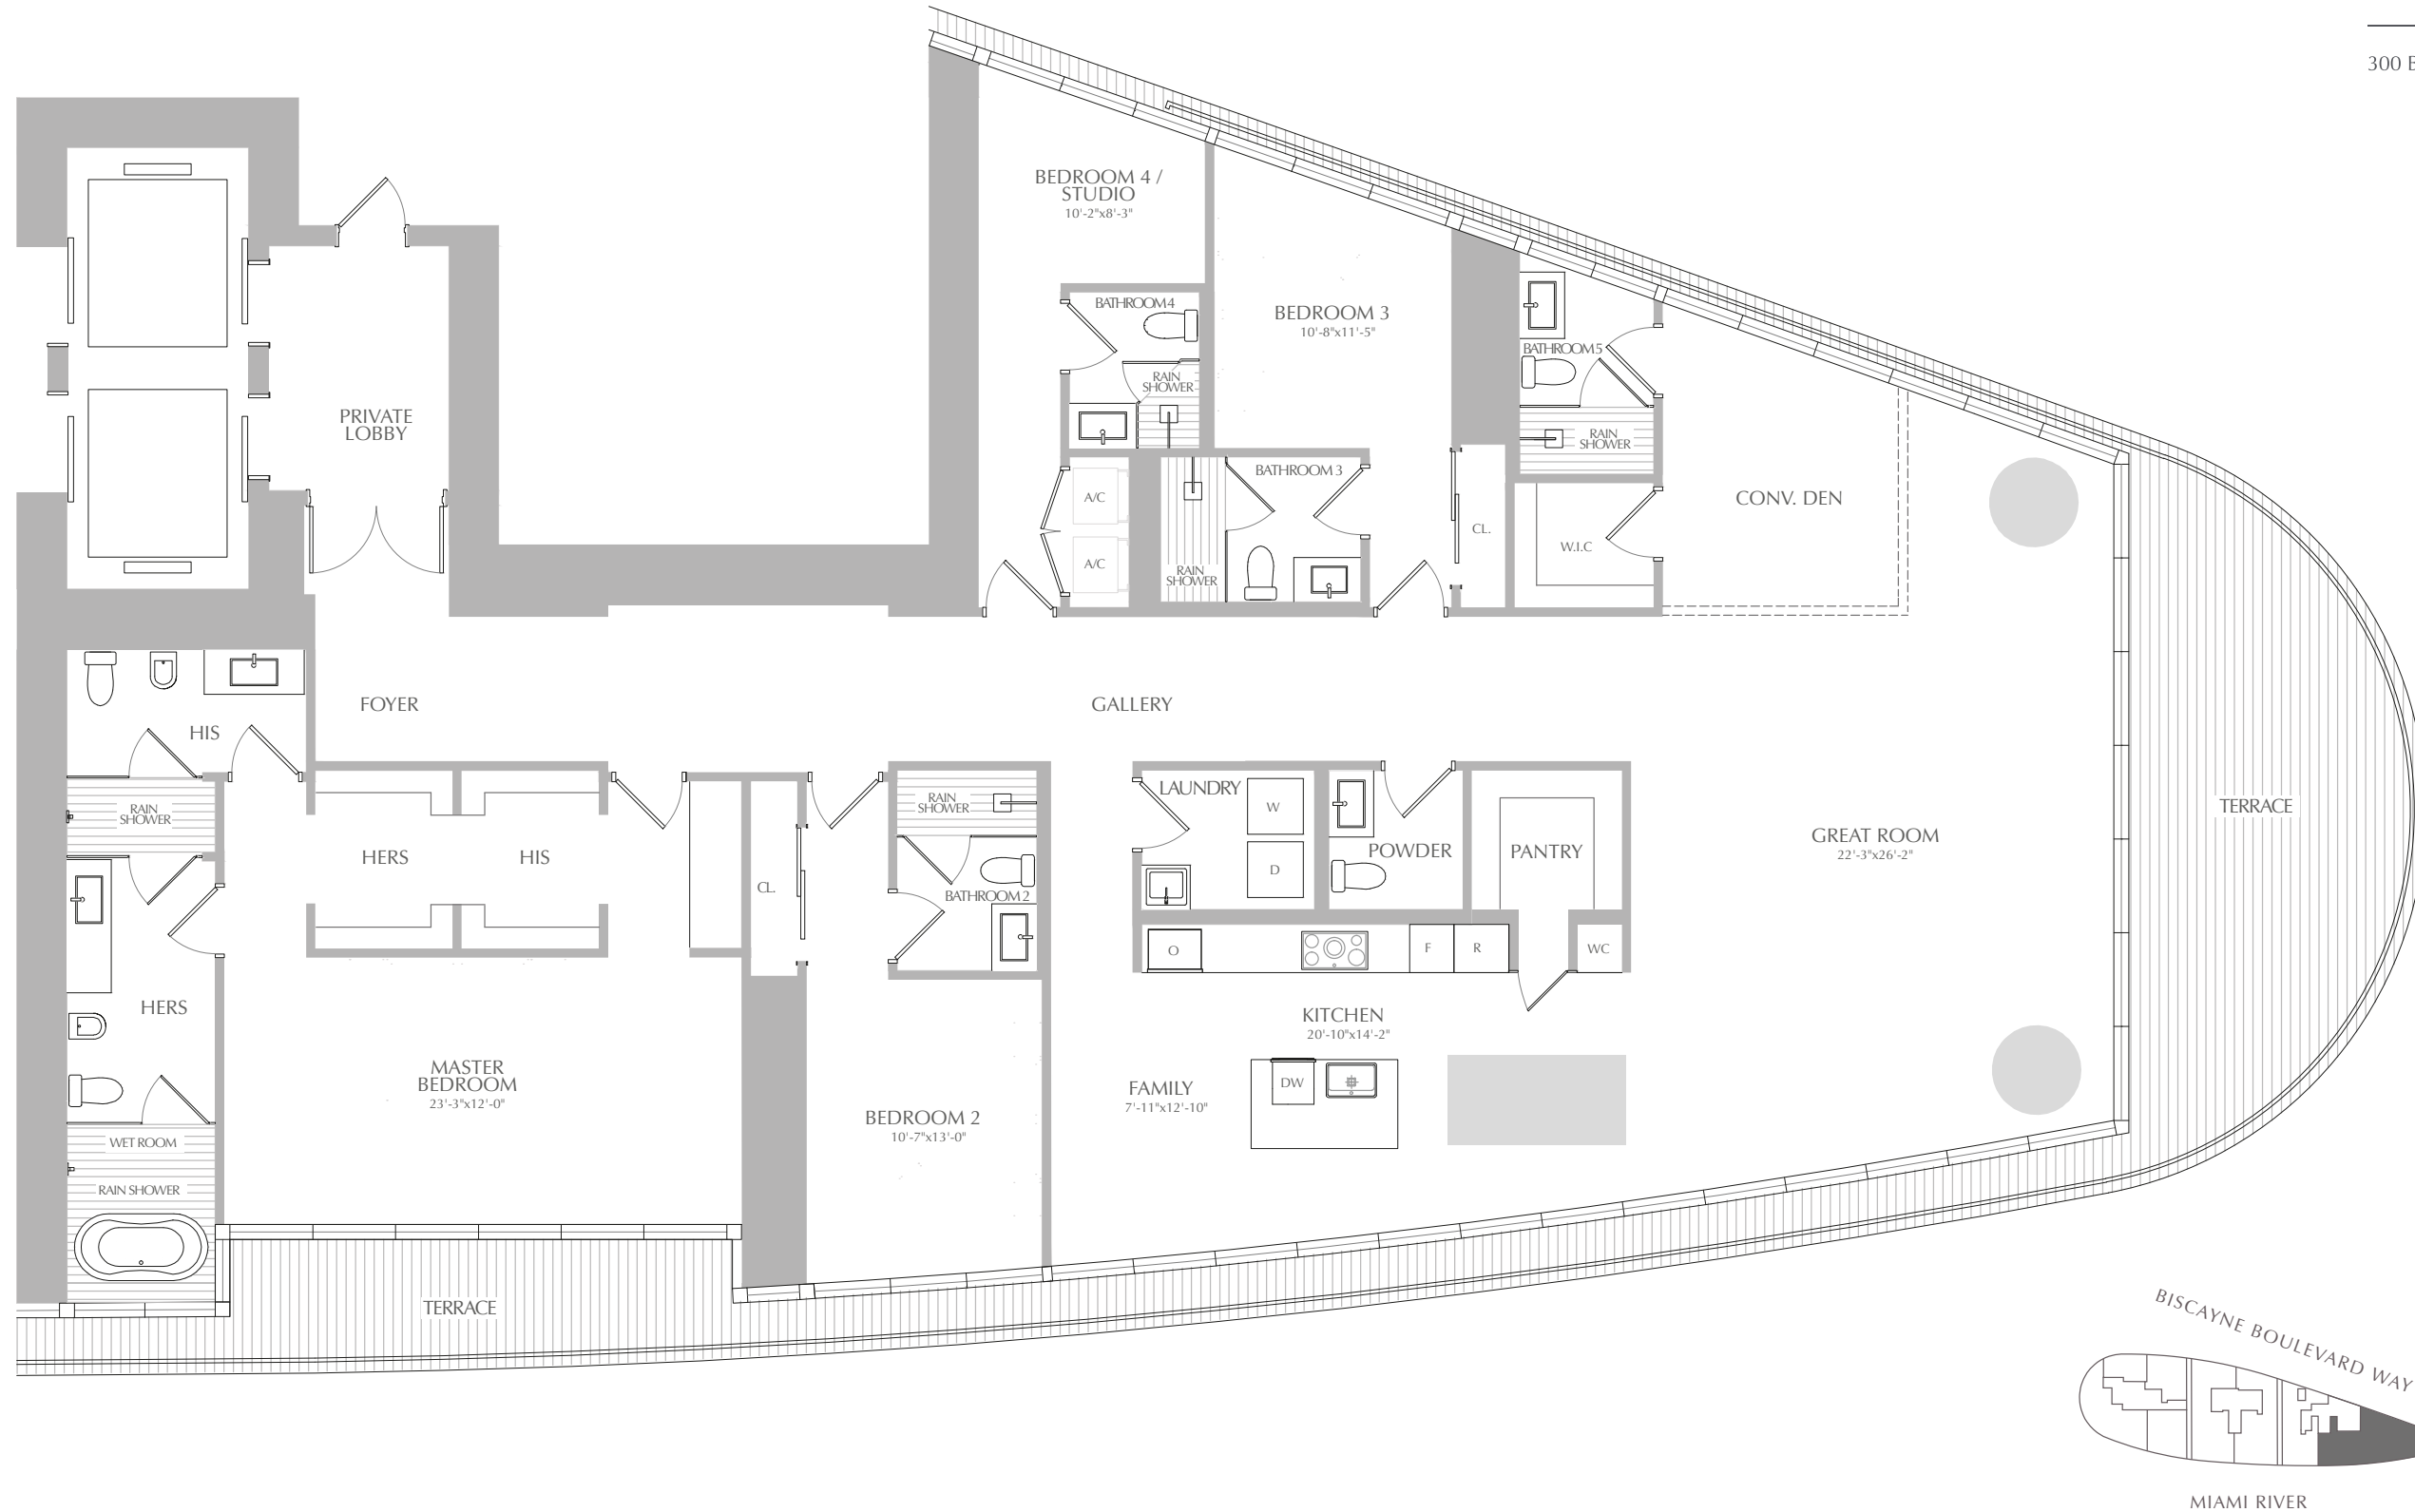 300 B
BEDROOM 4 /
STUDIO
10'-2"x8'-3"
BATHROOM 4
RAIN
SHOWER
BEDROOM 3
10'-8"x11'-5"
BATHROOM 5
RAIN
SHOWER
PRIVATE
LOBBY
A/C
A/C
BATHROOM 3
RAIN
SHOWER
CL.
W.I.C
CONV. DEN
FOYER
GALLERY
HIS
RAIN
SHOWER
HERS
HIS
CL.
RAIN
SHOWER
BATHROOM 2
LAUNDRY
W
D
POWDER
PANTRY
GREAT ROOM
22'-3"x26'-2"
TERRACE
O
F
R
WC
HERS
KITCHEN
20'-10"x14'-2"
MASTER
BEDROOM
23'-3"x12'-0"
BEDROOM 2
10'-7"x13'-0"
FAMILY
7'-11"x12'-10"
DW
WET ROOM
RAIN SHOWER
TERRACE
BISCAYNE BOULEVARD WAY
MIAMI RIVER